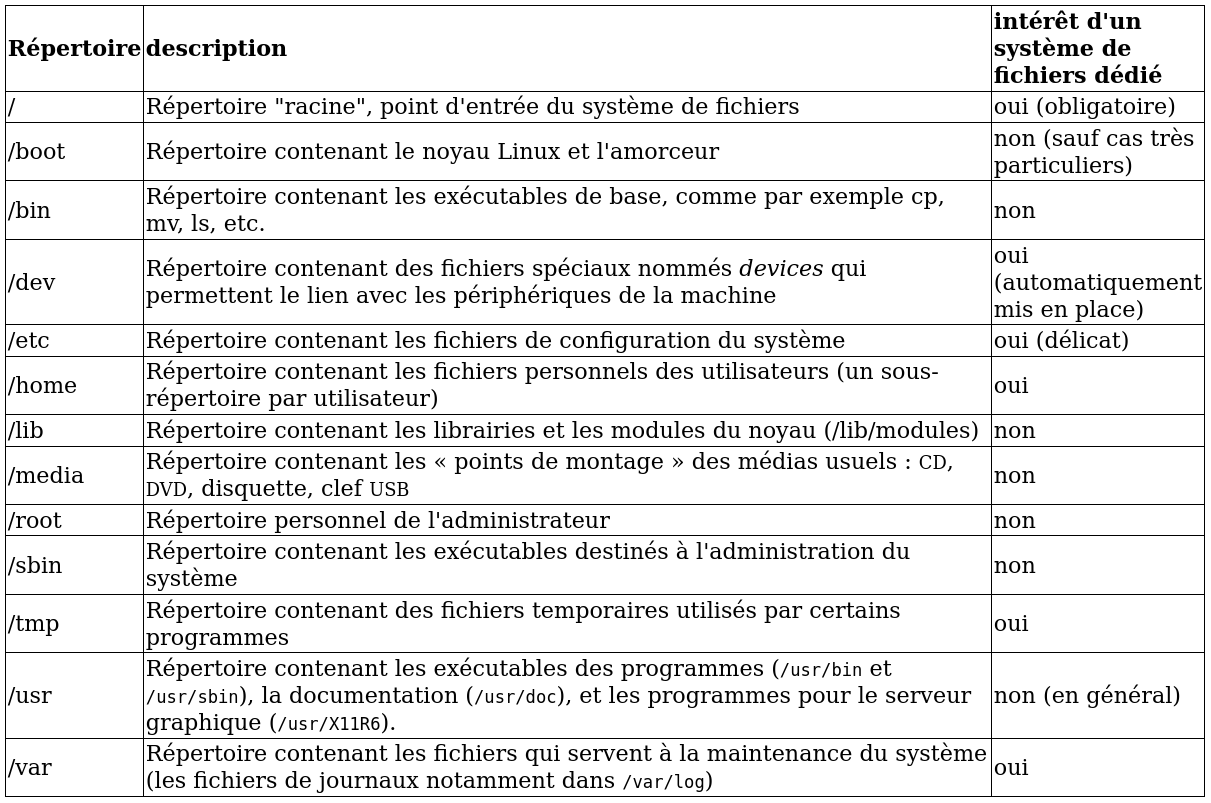 Répertoire
description
intérêt d'un
système de
fichiers dédié
/
Répertoire "racine", point d'entrée du système de fichiers
oui (obligatoire)
/boot
Répertoire contenant le noyau Linux et l'amorceur
non (sauf cas très
particuliers)
/bin
Répertoire contenant les exécutables de base, comme par exemple cp,
mv, ls, etc.
non
/dev
Répertoire contenant des fichiers spéciaux nommés devices qui
permettent le lien avec les périphériques de la machine
oui
(automatiquement
mis en place)
/etc
Répertoire contenant les fichiers de configuration du système
oui (délicat)
/home
Répertoire contenant les fichiers personnels des utilisateurs (un sous-
répertoire par utilisateur)
oui
/lib
Répertoire contenant les librairies et les modules du noyau (/lib/modules)
non
/media
Répertoire contenant les « points de montage » des médias usuels : CD,
DVD, disquette, clef USB
non
/root
Répertoire personnel de l'administrateur
non
/sbin
Répertoire contenant les exécutables destinés à l'administration du
système
non
/tmp
Répertoire contenant des fichiers temporaires utilisés par certains
programmes
oui
/usr
Répertoire contenant les exécutables des programmes (/usr/bin et
/usr/sbin), la documentation (/usr/doc), et les programmes pour le serveur
graphique (/usr/X11R6).
non (en général)
/var
Répertoire contenant les fichiers qui servent à la maintenance du système
(les fichiers de journaux notamment dans /var/log)
oui